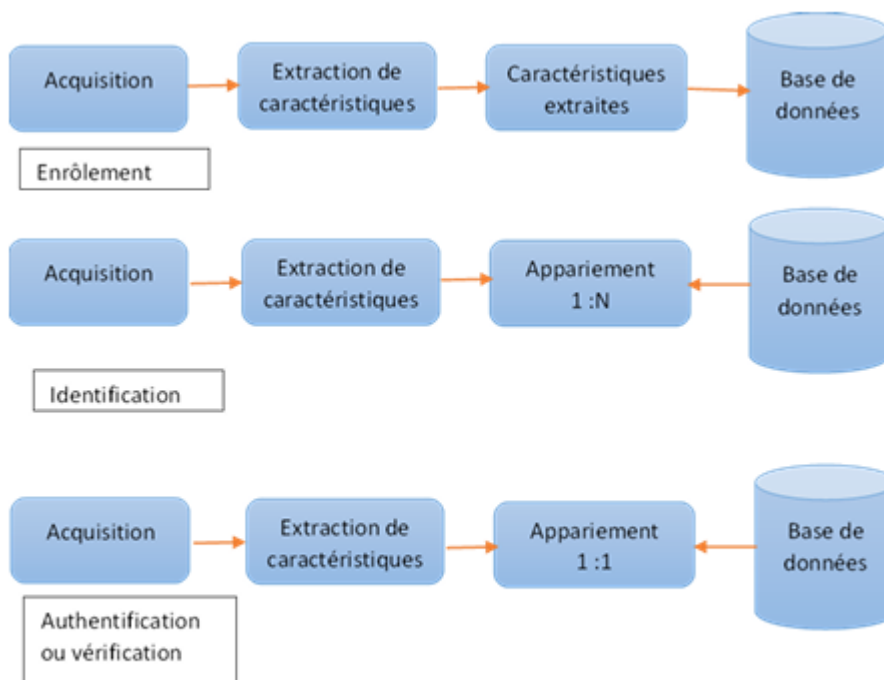 Acquisition
Extraction de
caractéristiques
Caractéristiques
extraites
Base de
données
Enrôlement
Acquisition
Extraction de
caractéristiques
Appariement
1 :N
Base de
données
Identification
Acquisition
Extraction de
caractéristiques
Appariement
1 :1
Base de
données
Authentification
ou vérification